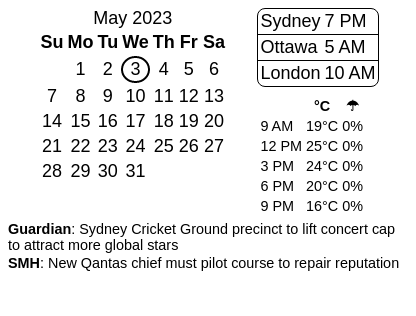 May 2023
Su Mo Tu We Th Fr Sa
1 2 3 4 5 6
7 8 9 10 11 12 13
14 15 16 17 18 19 20
21 22 23 24 25 26 27
28 29 30 31
Sydney 7 PM
Ottawa 5 AM
London 10 AM
°C ☂
9 AM 19°C 0%
12 PM 25°C 0%
3 PM 24°C 0%
6 PM 20°C 0%
9 PM 16°C 0%
Guardian: Sydney Cricket Ground precinct to lift concert cap
to attract more global stars
SMH: New Qantas chief must pilot course to repair reputation